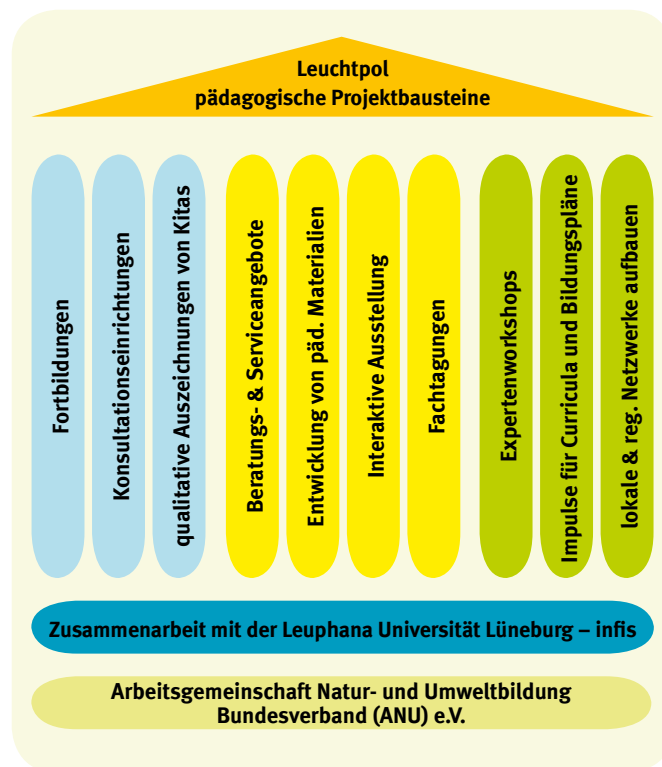 Leuchtpol
pädagogische Projektbausteine
Fortbildungen
Konsultationseinrichtungen
qualitative Auszeichnungen von Kitas
Beratungs- & Serviceangebote
Entwicklung von päd. Materialien
Interaktive Ausstellung
Fachtagungen
Expertenworkshops
Impulse für Curricula und Bildungspläne
lokale & reg. Netzwerke aufbauen
Zusammenarbeit mit der Leuphana Universität Lüneburg – infis
Arbeitsgemeinschaft Natur- und Umweltbildung
Bundesverband (ANU) e.V.